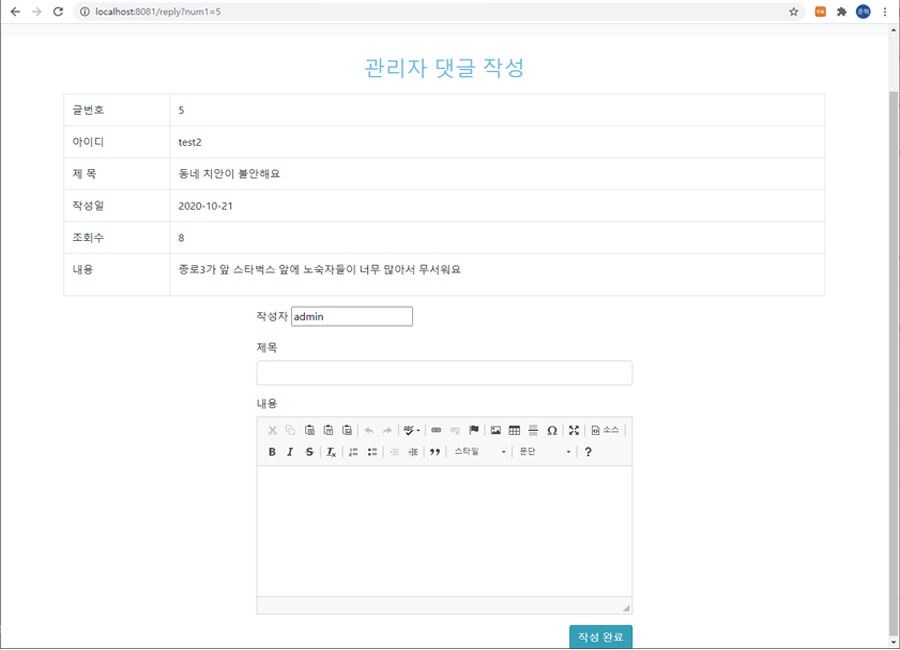 localhost:8081/reply?num1=5
관리자 댓글 작성
글번호 5
아이디 test2
제 목 동네 치안이 불안해요
작성일 2020-10-21
조회수 8
내용 종로3가 앞 스타벅스 앞에 노숙자들이 너무 많아서 무서워요
작성자 admin
제목
내용
소스
B I S Ix 스타일 문단 ?
작성 완료